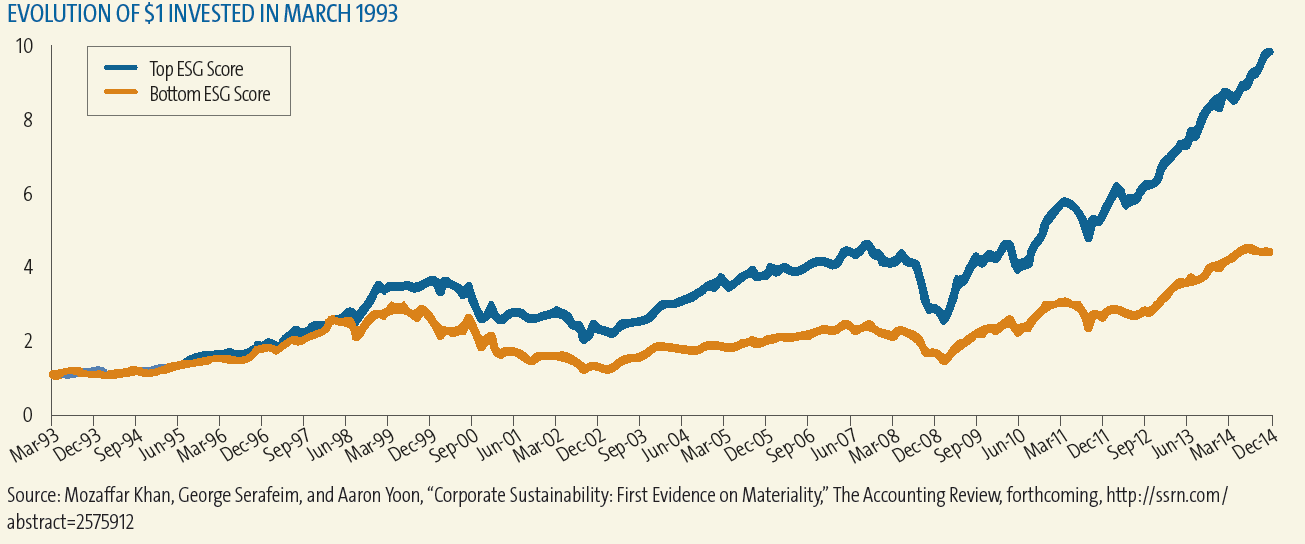 EVOLUTION OF $1 INVESTED IN MARCH 1993
10
8
6
4
2
0
Top ESG Score
Bottom ESG Score
Mar-93 Dec-93 Sep-94 Jun-95 Mar-96 Dec-96 Sep-97 Jun-98 Mar-99 Dec-99 Sep-00 Jun-01 Mar-02 Dec-02 Sep-03 Jun-04 Mar-05 Dec-05 Sep-06 Jun-07 Mar-08 Dec-08 Sep-09 Jun-10 Mar-11 Dec-11 Sep-12 Jun-13 Mar-14 Dec-14
Source: Mozaffar Khan, George Serafeim, and Aaron Yoon, “Corporate Sustainability: First Evidence on Materiality,” The Accounting Review, forthcoming, http://ssrn.com/
abstract=2575912